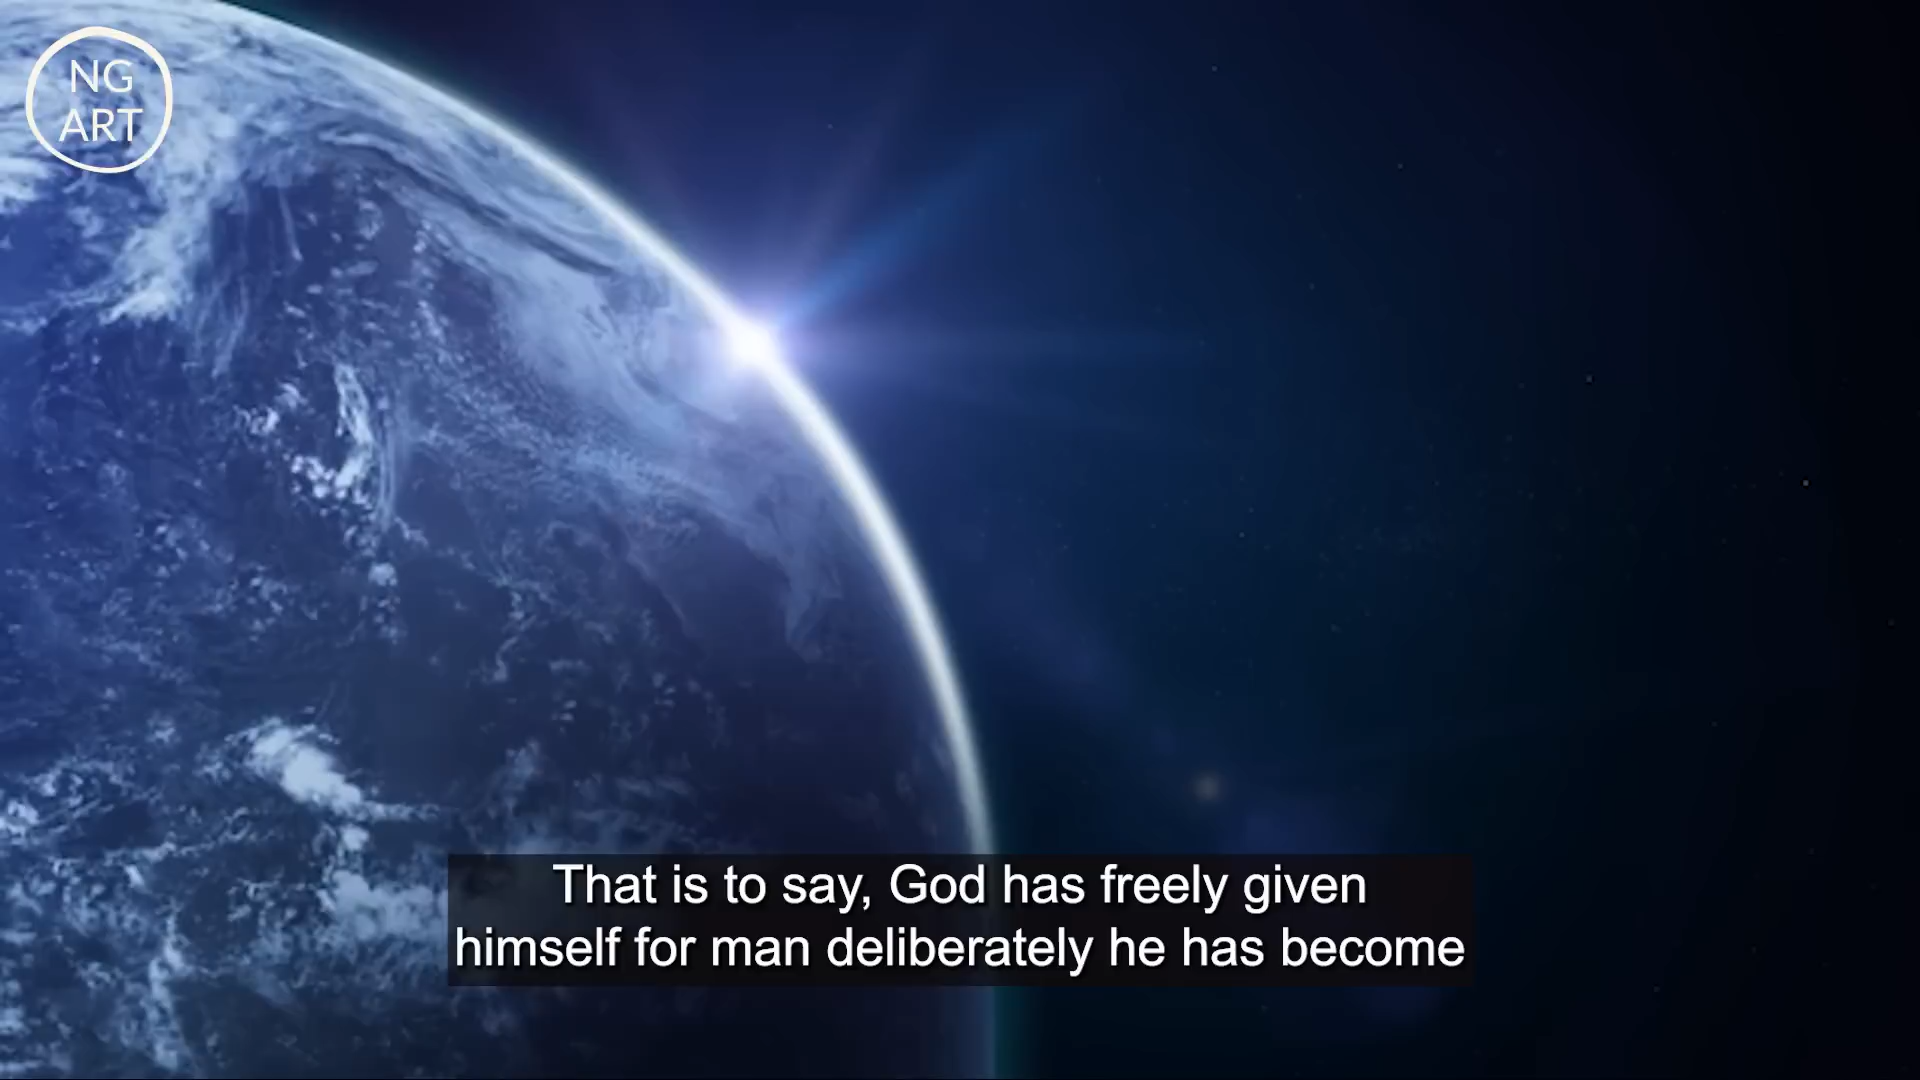 NG
ART
That is to say, God has freely given
himself for man deliberately he has become